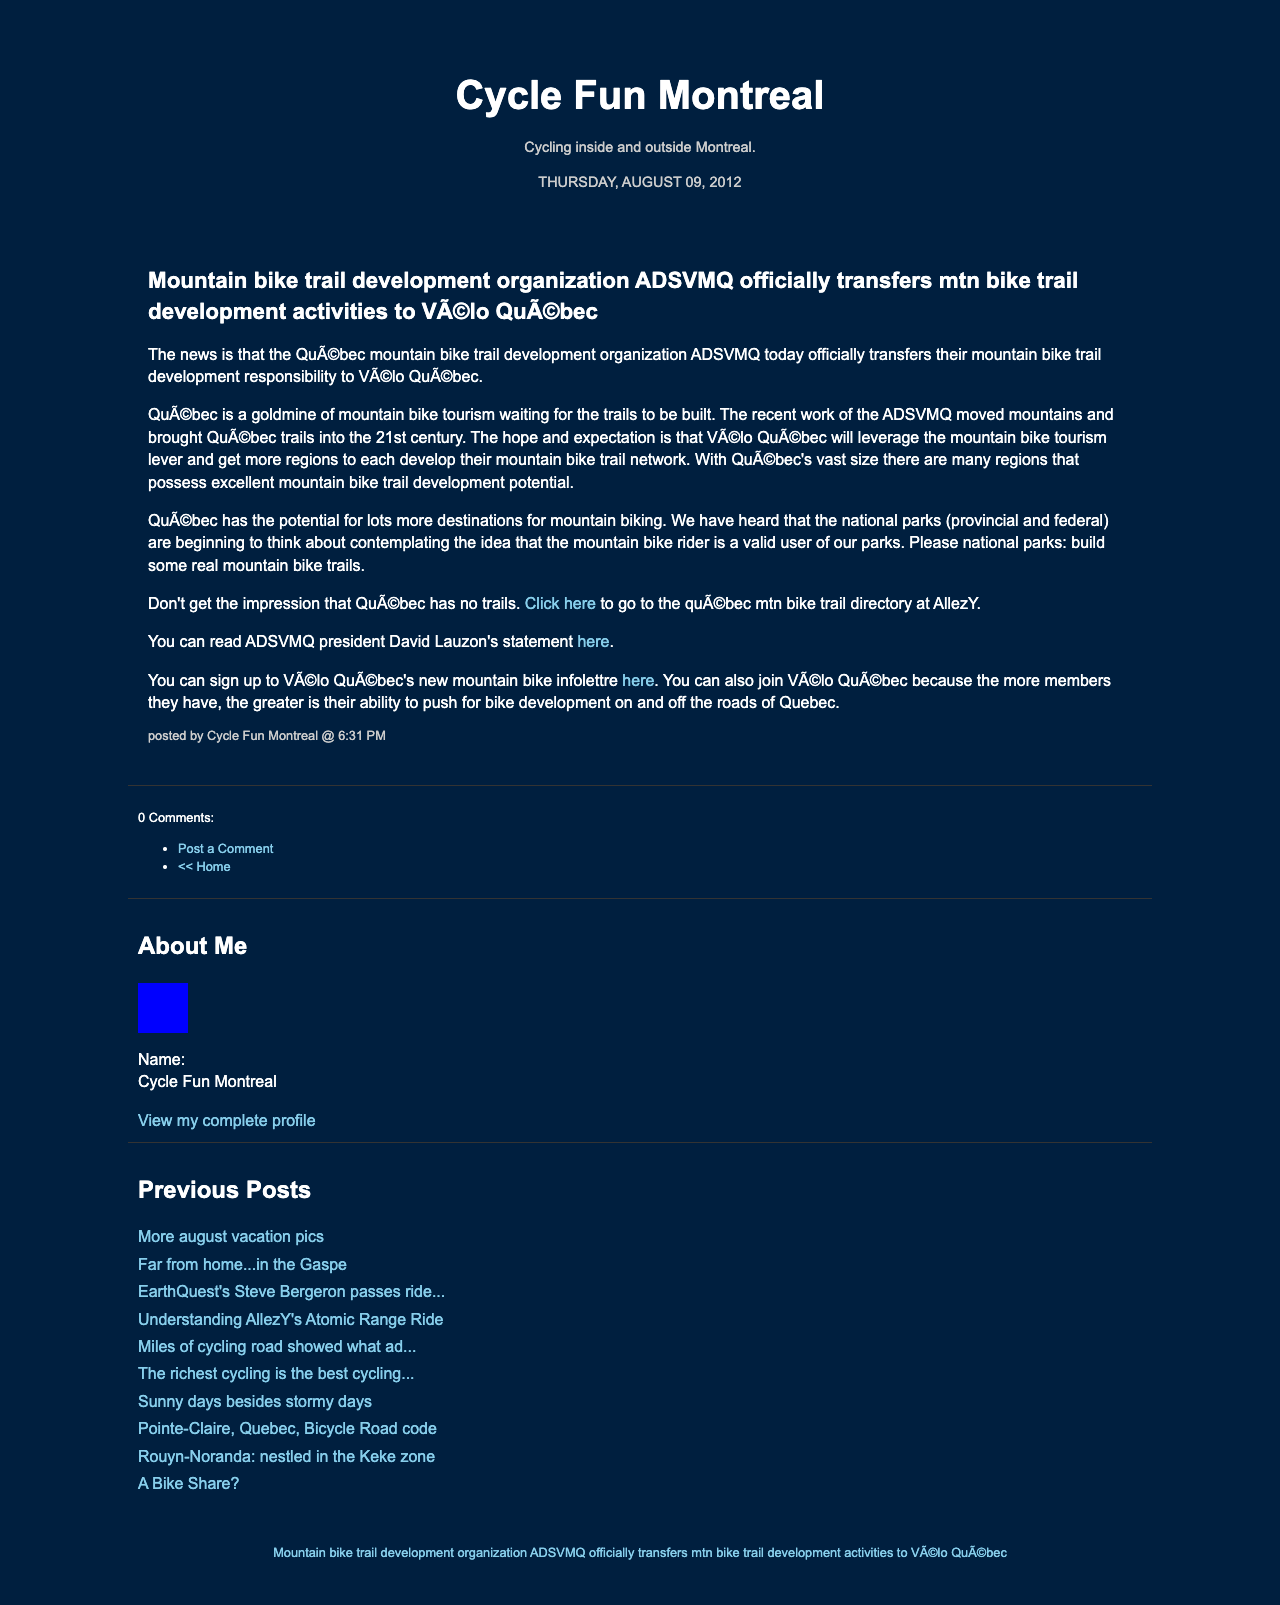 Cycle Fun Montreal
Cycling inside and outside Montreal.
THURSDAY, AUGUST 09, 2012
Mountain bike trail development organization ADSVMQ officially transfers mtn bike trail
development activities to VÃ©lo QuÃ©bec
The news is that the QuÃ©bec mountain bike trail development organization ADSVMQ today officially transfers their mountain bike trail
development responsibility to VÃ©lo QuÃ©bec.
QuÃ©bec is a goldmine of mountain bike tourism waiting for the trails to be built. The recent work of the ADSVMQ moved mountains and
brought QuÃ©bec trails into the 21st century. The hope and expectation is that VÃ©lo QuÃ©bec will leverage the mountain bike tourism
lever and get more regions to each develop their mountain bike trail network. With QuÃ©bec's vast size there are many regions that
possess excellent mountain bike trail development potential.
QuÃ©bec has the potential for lots more destinations for mountain biking. We have heard that the national parks (provincial and federal)
are beginning to think about contemplating the idea that the mountain bike rider is a valid user of our parks. Please national parks: build
some real mountain bike trails.
Don't get the impression that QuÃ©bec has no trails. Click here to go to the quÃ©bec mtn bike trail directory at AllezY.
You can read ADSVMQ president David Lauzon's statement here.
You can sign up to VÃ©lo QuÃ©bec's new mountain bike infolettre here. You can also join VÃ©lo QuÃ©bec because the more members
they have, the greater is their ability to push for bike development on and off the roads of Quebec.
posted by Cycle Fun Montreal @ 6:31 PM
0 Comments:
• Post a Comment
• << Home
About Me
Name:
Cycle Fun Montreal
View my complete profile
Previous Posts
More august vacation pics
Far from home...in the Gaspe
EarthQuest's Steve Bergeron passes ride...
Understanding AllezY's Atomic Range Ride
Miles of cycling road showed what ad...
The richest cycling is the best cycling...
Sunny days besides stormy days
Pointe-Claire, Quebec, Bicycle Road code
Rouyn-Noranda: nestled in the Keke zone
A Bike Share?
Mountain bike trail development organization ADSVMQ officially transfers mtn bike trail development activities to VÃ©lo QuÃ©bec